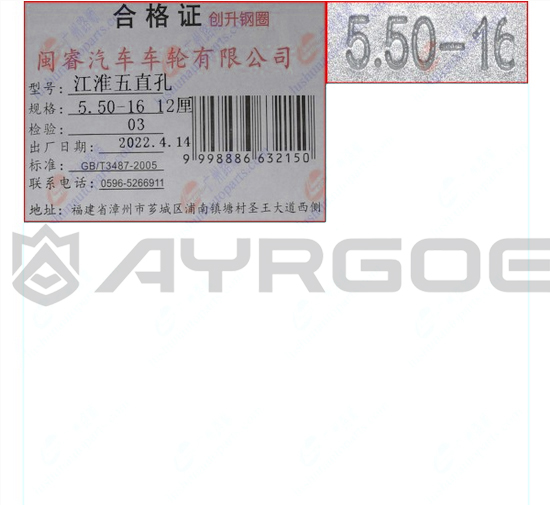 合格证 创升钢圈
闽睿汽车车轮有限公司
型号: 江淮五直孔
规格: 5.50-16 12厘
检验: 03
出厂日期: 2022.4.14
标准: GB/T3487-2005
联系电话: 0596-5266911
9 998886 632150
地址: 福建省漳州市芗城区浦南镇塘村圣王大道西侧
5.50-16
AYRGOE